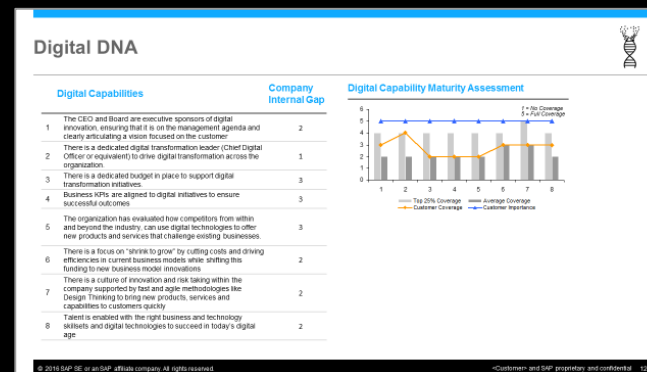 Digital DNA
Digital Capabilities
Company
Internal Gap
1
The CEO and Board are executive sponsors of digital
innovation, ensuring that it is on the management agenda and
clearly articulating a vision focused on the customer
2
2
There is a dedicated digital transformation leader (Chief Digital
Officer or equivalent) to drive digital transformation across the
organization.
1
3
There is a dedicated budget in place to support digital
transformation initiatives.
3
4
Business KPIs are aligned to digital initiatives to ensure
successful outcomes
3
5
The organization has evaluated how competitors from within
and beyond the industry, can use digital technologies to offer
new products and services that challenge existing businesses.
3
6
There is a focus on "shrink to grow" by cutting costs and driving
efficiencies in current business models while shifting this
funding to new business model innovations
2
7
There is a culture of innovation and risk taking within the
company supported by fast and agile methodologies like
Design Thinking to bring new products, services and
capabilities to customers quickly
2
8
Talent is enabled with the right business and technology
skillsets and digital technologies to succeed in today's digital
age
2
Digital Capability Maturity Assessment
1 = No Coverage
5 = Full Coverage
6
5
4
3
2
1
0
1 2 3 4 5 6 7 8
Top 25% Coverage Average Coverage
Customer Coverage Customer Importance
© 2016 SAP SE or an SAP affiliate company. All rights reserved.
<Customer> and SAP proprietary and confidential 12